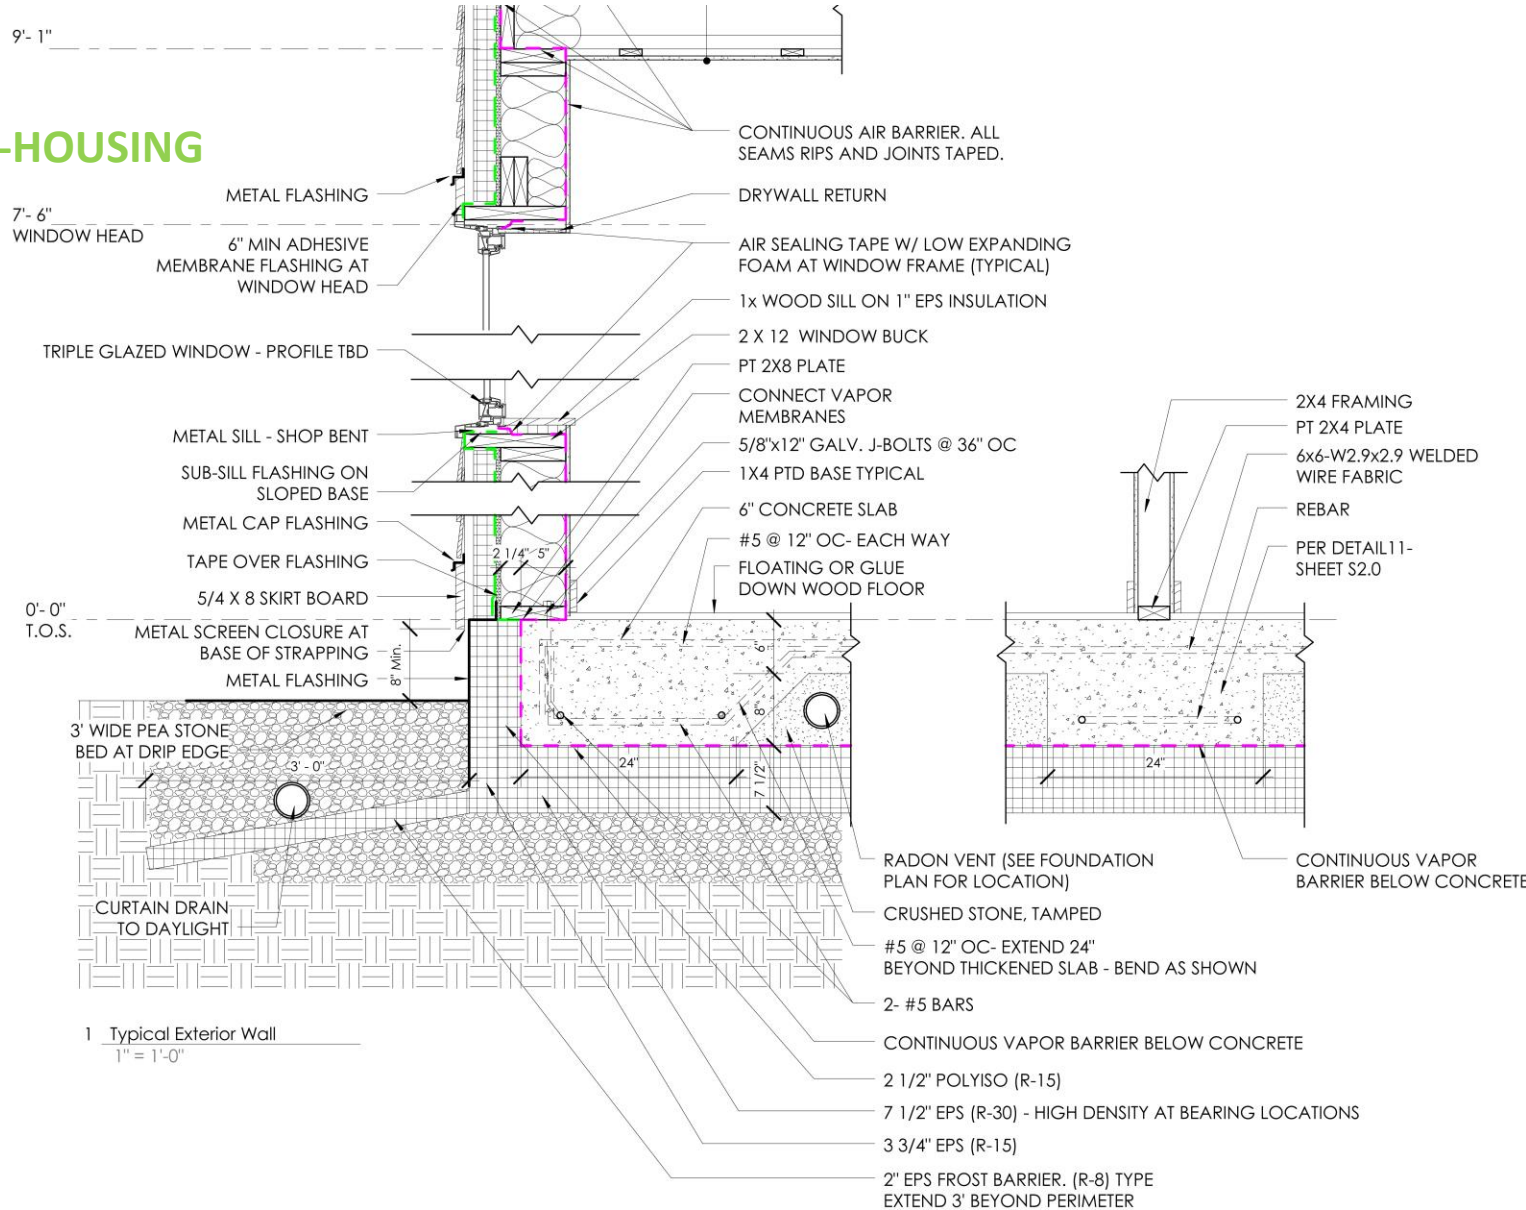 9'- 1"
-HOUSING
METAL FLASHING
7'- 6"
WINDOW HEAD
6" MIN ADHESIVE
MEMBRANE FLASHING AT
WINDOW HEAD
TRIPLE GLAZED WINDOW - PROFILE TBD
METAL SILL - SHOP BENT
SUB-SILL FLASHING ON
SLOPED BASE
METAL CAP FLASHING
TAPE OVER FLASHING
5/4 X 8 SKIRT BOARD
0'- 0"
T.O.S.
METAL SCREEN CLOSURE AT
BASE OF STRAPPING
METAL FLASHING
8" Min.
3' WIDE PEA STONE
BED AT DRIP EDGE
3' - 0"
CURTAIN DRAIN
TO DAYLIGHT
2 1/4"
5"
6"
8"
24"
7 1/2"
CONTINUOUS AIR BARRIER. ALL
SEAMS RIPS AND JOINTS TAPED.
DRYWALL RETURN
AIR SEALING TAPE W/ LOW EXPANDING
FOAM AT WINDOW FRAME (TYPICAL)
1x WOOD SILL ON 1" EPS INSULATION
2 X 12 WINDOW BUCK
PT 2X8 PLATE
CONNECT VAPOR
MEMBRANES
5/8"x12" GALV. J-BOLTS @ 36" OC
1X4 PTD BASE TYPICAL
6" CONCRETE SLAB
#5 @ 12" OC- EACH WAY
FLOATING OR GLUE
DOWN WOOD FLOOR
2X4 FRAMING
PT 2X4 PLATE
6x6-W2.9x2.9 WELDED
WIRE FABRIC
REBAR
PER DETAIL11-
SHEET S2.0
24"
CONTINUOUS VAPOR
BARRIER BELOW CONCRETE
RADON VENT (SEE FOUNDATION
PLAN FOR LOCATION)
CRUSHED STONE, TAMPED
#5 @ 12" OC- EXTEND 24"
BEYOND THICKENED SLAB - BEND AS SHOWN
2- #5 BARS
CONTINUOUS VAPOR BARRIER BELOW CONCRETE
2 1/2" POLYISO (R-15)
7 1/2" EPS (R-30) - HIGH DENSITY AT BEARING LOCATIONS
3 3/4" EPS (R-15)
2" EPS FROST BARRIER. (R-8) TYPE
EXTEND 3' BEYOND PERIMETER
1 Typical Exterior Wall
1" = 1'-0"